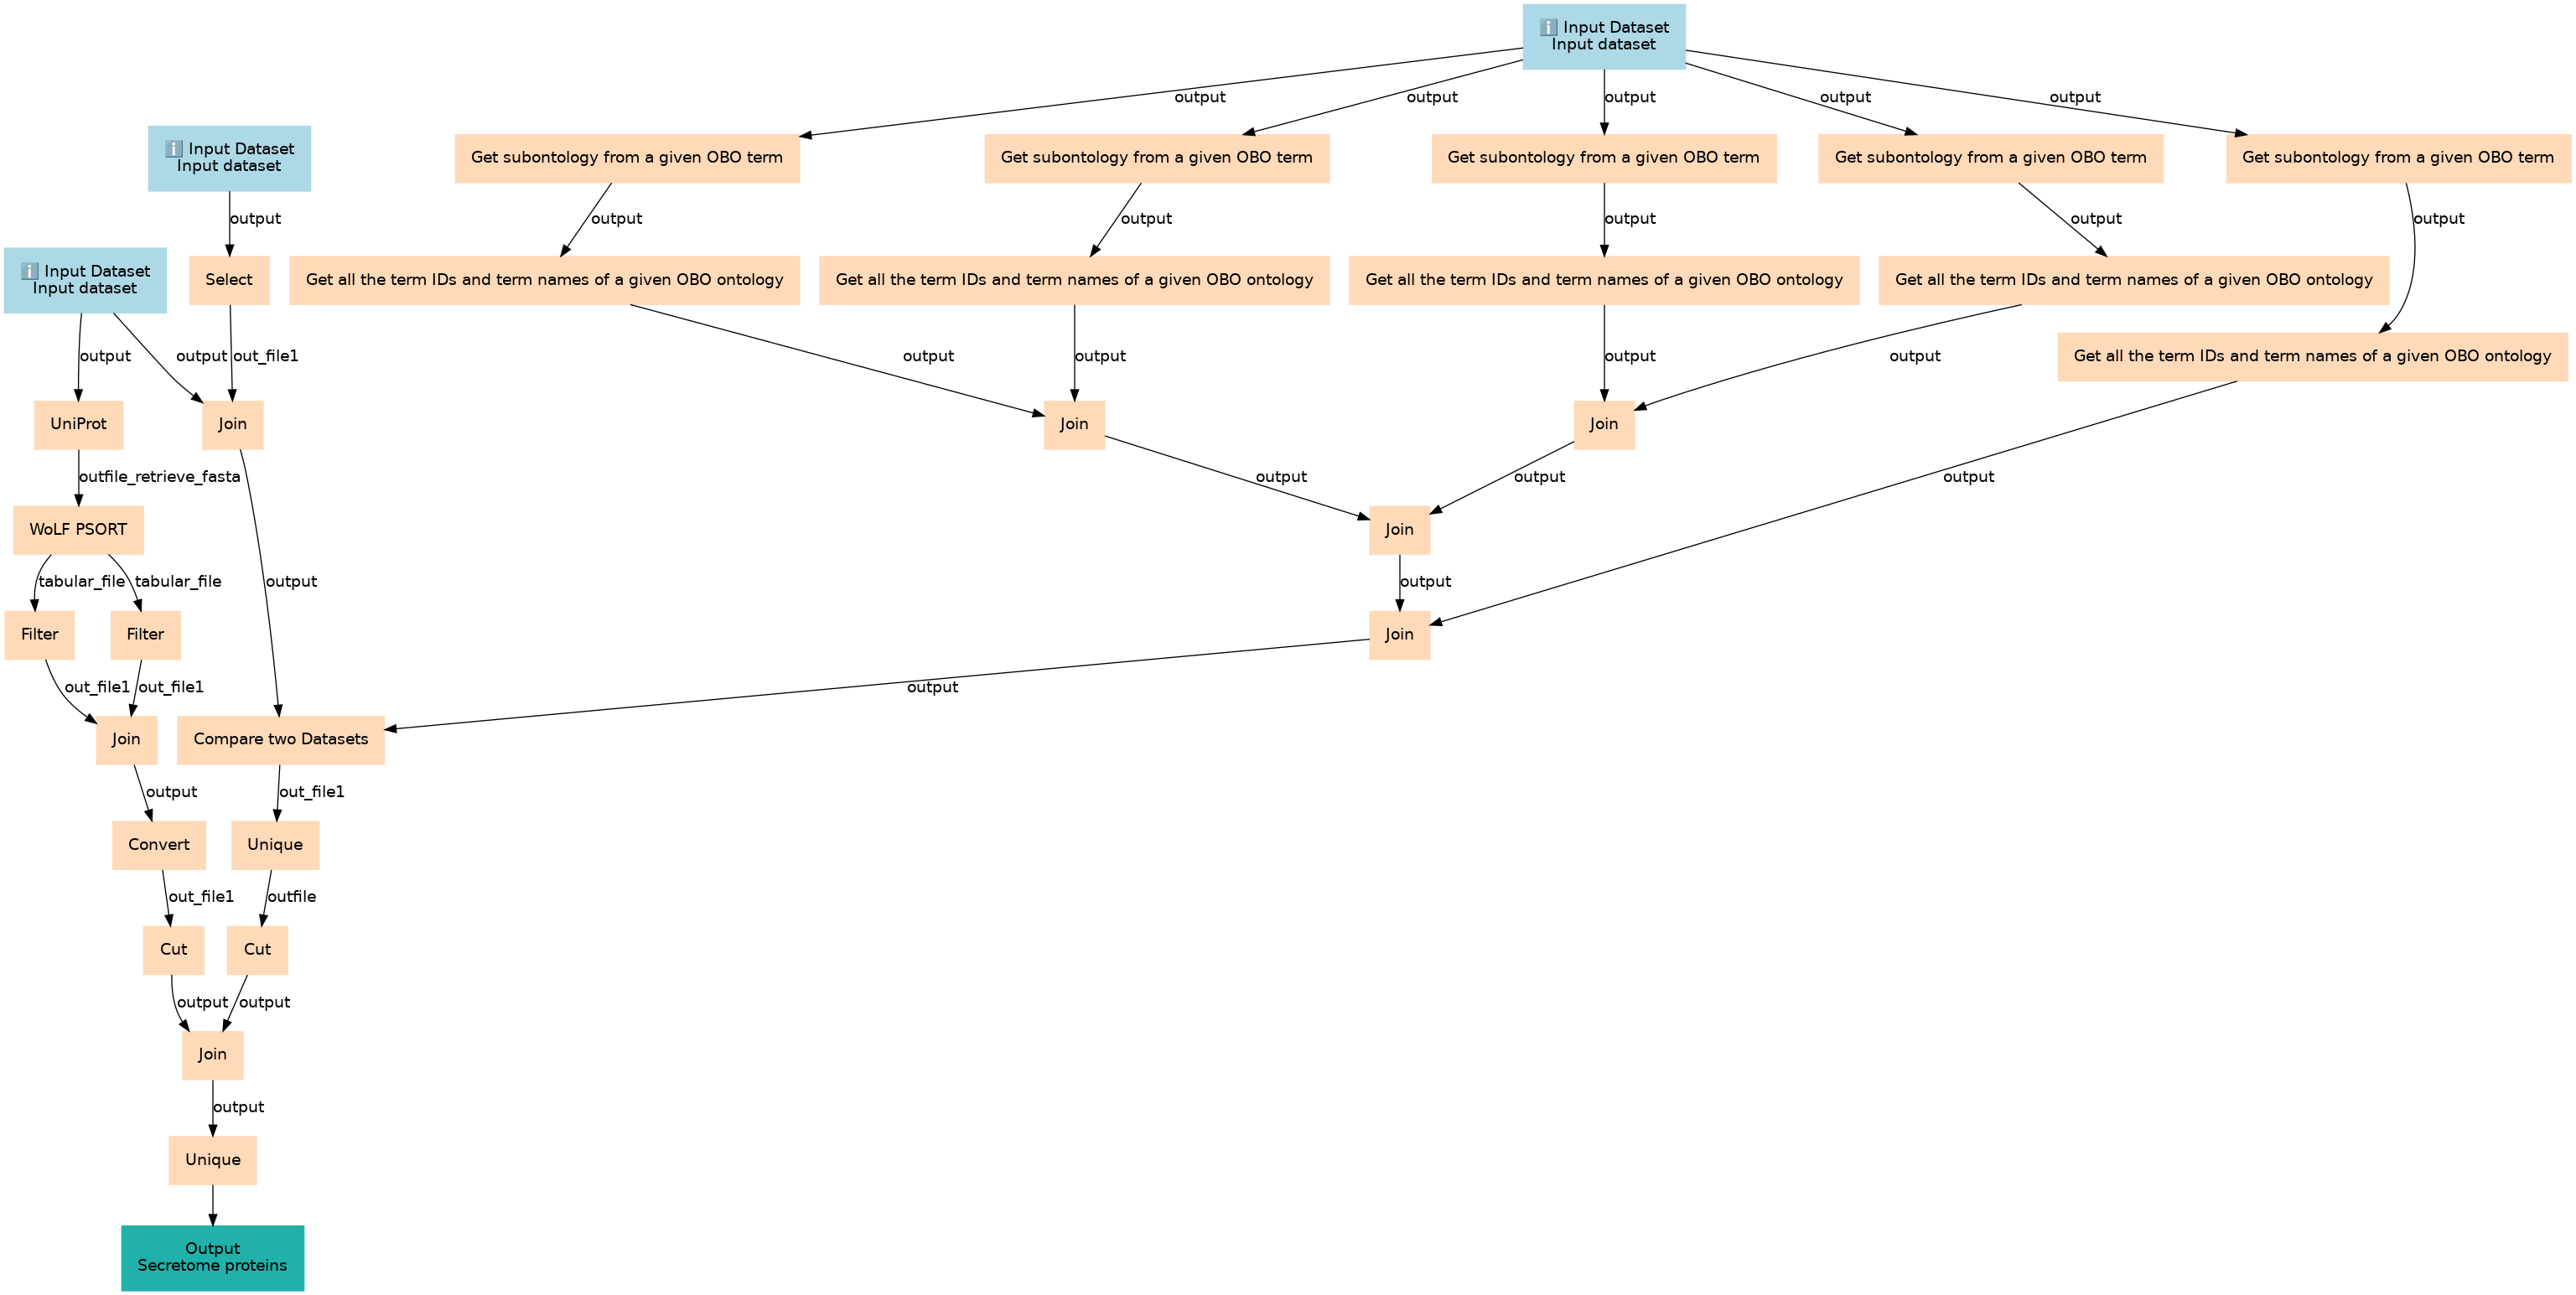 ℹ️ Input Dataset
Input dataset
output
output
output
output
output
ℹ️ Input Dataset
Input dataset
Get subontology from a given OBO term
Get subontology from a given OBO term
Get subontology from a given OBO term
Get subontology from a given OBO term
Get subontology from a given OBO term
output
output
output
output
output
output
ℹ️ Input Dataset
Input dataset
Select
Get all the term IDs and term names of a given OBO ontology
Get all the term IDs and term names of a given OBO ontology
Get all the term IDs and term names of a given OBO ontology
Get all the term IDs and term names of a given OBO ontology
output
output
out_file1
output
output
output
output
Get all the term IDs and term names of a given OBO ontology
UniProt
Join
Join
Join
outfile_retrieve_fasta
output
output
output
WoLF PSORT
Join
tabular_file
tabular_file
output
output
Filter
Filter
Join
out_file1
out_file1
output
Join
Compare two Datasets
output
out_file1
Convert
Unique
out_file1
outfile
Cut
Cut
output
output
Join
output
Unique
Output
Secretome proteins